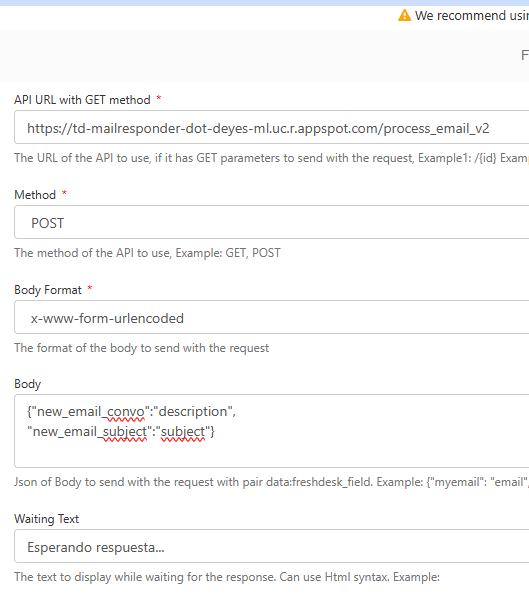 We recommend usin
F
API URL with GET method *
https://td-mailresponder-dot-deyes-ml.uc.r.appspot.com/process_email_v2
The URL of the API to use, if it has GET parameters to send with the request, Example1: /{id} Exam
Method *
POST
The method of the API to use, Example: GET, POST
Body Format *
x-www-form-urlencoded
The format of the body to send with the request
Body
{"new_email_convo":"description",
"new_email_subject":"subject"}
Json of Body to send with the request with pair data:freshdesk_field. Example: {"myemail": "email",
Waiting Text
Esperando respuesta...
The text to display while waiting for the response. Can use Html syntax. Example: